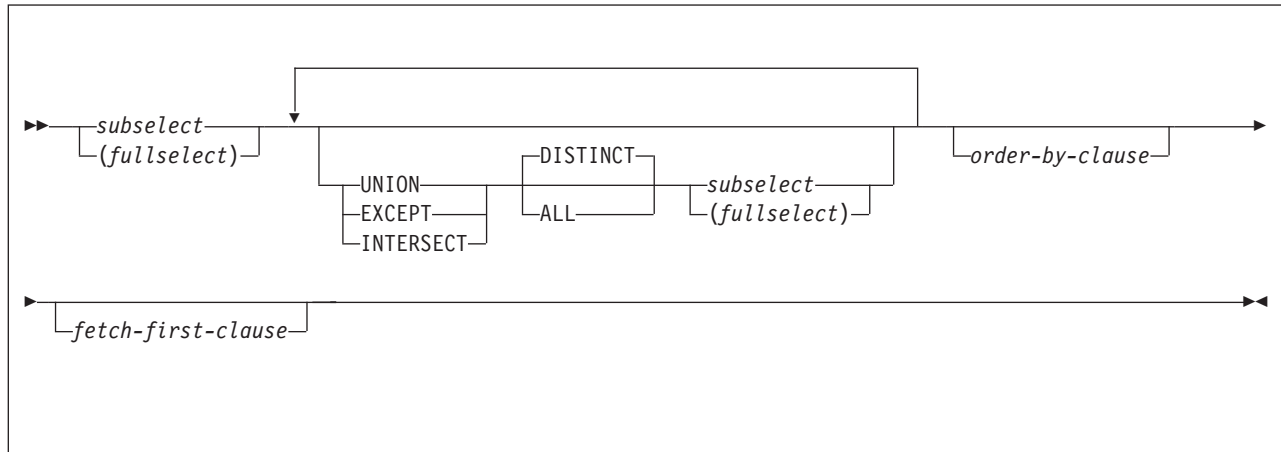 subselect
(fullselect)
order-by-clause
DISTINCT
UNION subselect
EXCEPT ALL (fullselect)
INTERSECT
fetch-first-clause